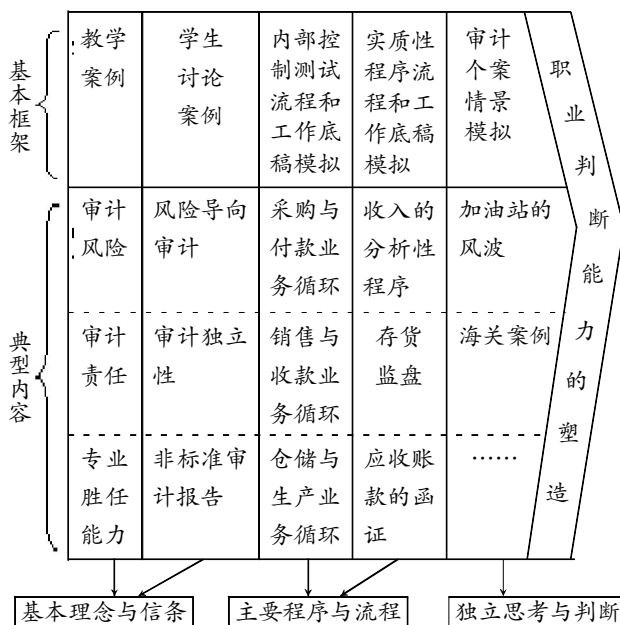 基本框架
教学
案例
学生
讨论
案例
内部控
制测试
流程和
工作底
稿模拟
实质性
程序流
程和工
作底稿
模拟
审计
个案
情景
模拟
典型内容
审计
风险
风险导向
审计
采购与
付款业
务循环
收入的
分析性
程序
加油站的
风波
审计
责任
审计独立
性
销售与
收款业
务循环
存货
监盘
海关案例
专业
胜任
能力
非标准审
计报告
仓储与
生产业
务循环
应收账
款的函
证
……
职业判断能力的塑造
基本理念与信条
主要程序与流程
独立思考与判断